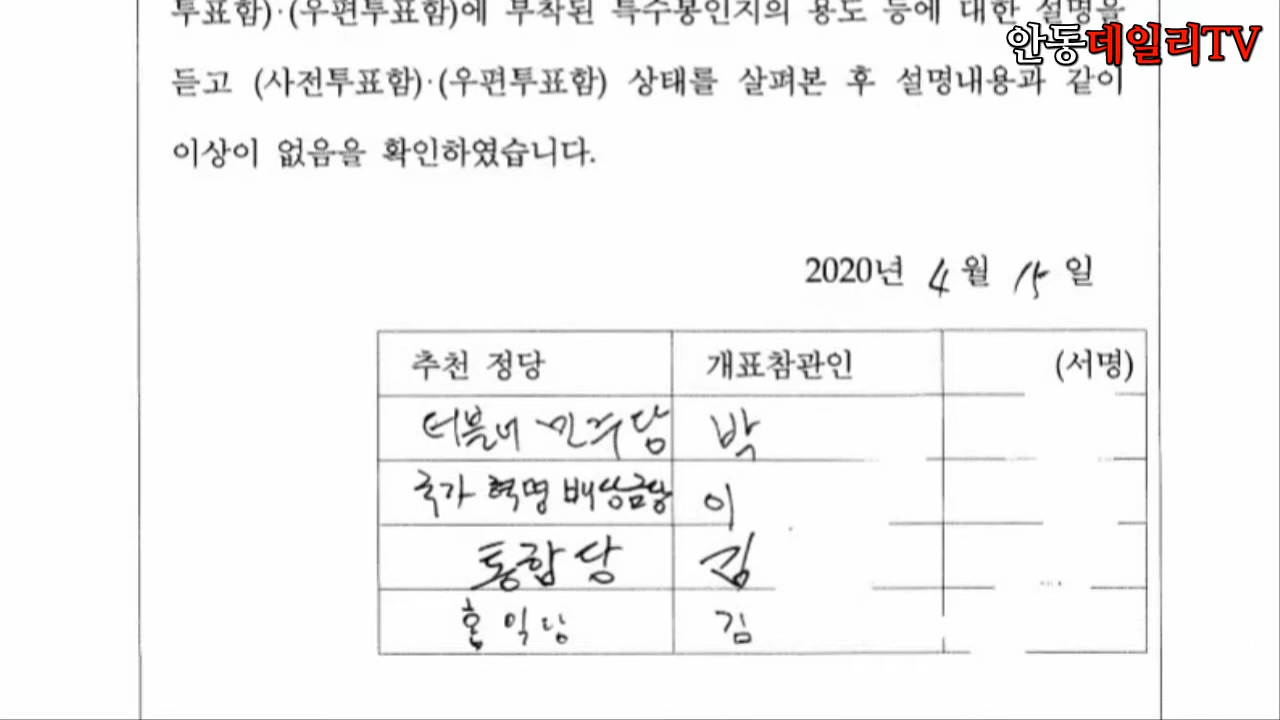 투표함)·(우편투표함)에 부착된 특수봉인지의 용도 등에 대한 설명을
안동데일리TV
듣고 (사전투표함)·(우편투표함) 상태를 살펴본 후 설명내용과 같이
이상이 없음을 확인하였습니다.
2020년 4월 15일
추천 정당 개표참관인 (서명)
더블어 민주당 박
국가혁명배당금당 이
통합당 김
홍익당 김